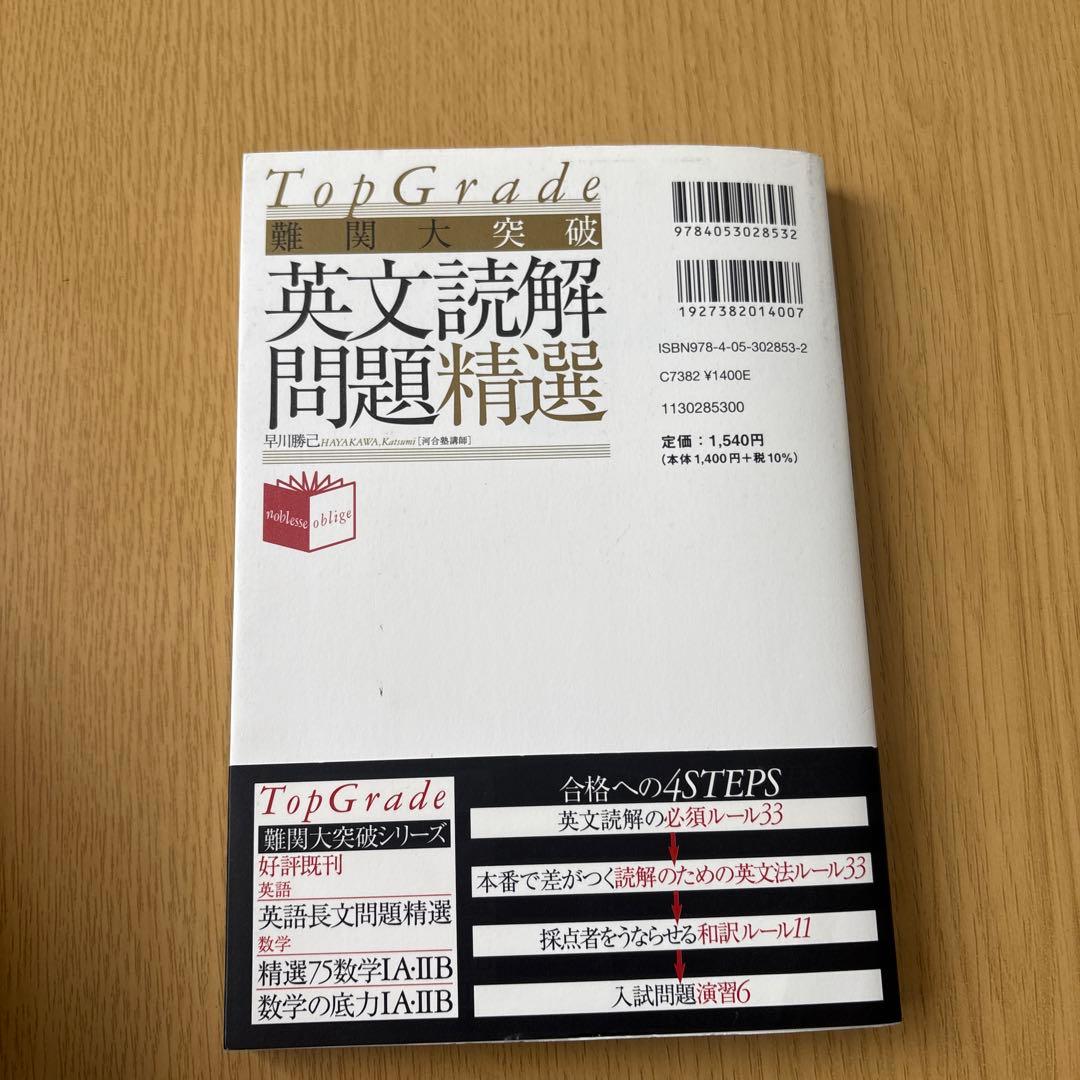 TopGrade
難関大突破
英文読解
問題精選
早川勝己 HAYAKAWA, Katsumi [河合塾講師]
noblesse oblige
9784053028532
1927382014007
ISBN978-4-05-302853-2
C7382 ¥1400E
1130285300
定価：1,540円
(本体1,400円＋税10%)
TopGrade
難関大突破シリーズ
好評既刊
英語
英語長文問題精選
数学
精選75数学IA・IIB
数学の底力IA・IIB
合格への4STEPS
英文読解の必須ルール33
本番で差がつく読解のための英文法ルール33
採点者をうならせる和訳ルール11
入試問題演習6